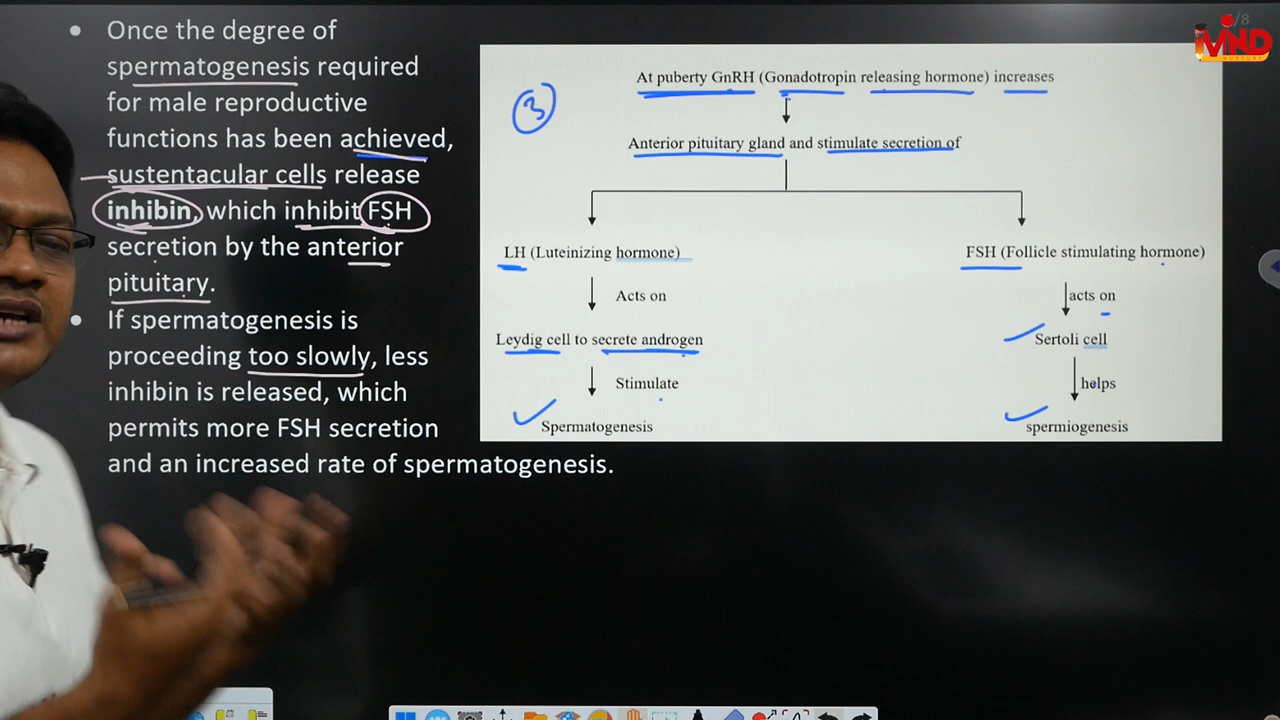 • Once the degree of
spermatogenesis required
for male reproductive
functions has been achieved,
sustentacular cells release
inhibin, which inhibit FSH
secretion by the anterior
pituitary.
• If spermatogenesis is
proceeding too slowly, less
inhibin is released, which
permits more FSH secretion
and an increased rate of spermatogenesis.
3
At puberty GnRH (Gonadotropin releasing hormone) increases
Anterior pituitary gland and stimulate secretion of
LH (Luteinizing hormone)
FSH (Follicle stimulating hormone)
Acts on
acts on
Leydig cell to secrete androgen
Sertoli cell
Stimulate
helps
Spermatogenesis
spermiogenesis
/8
MIND